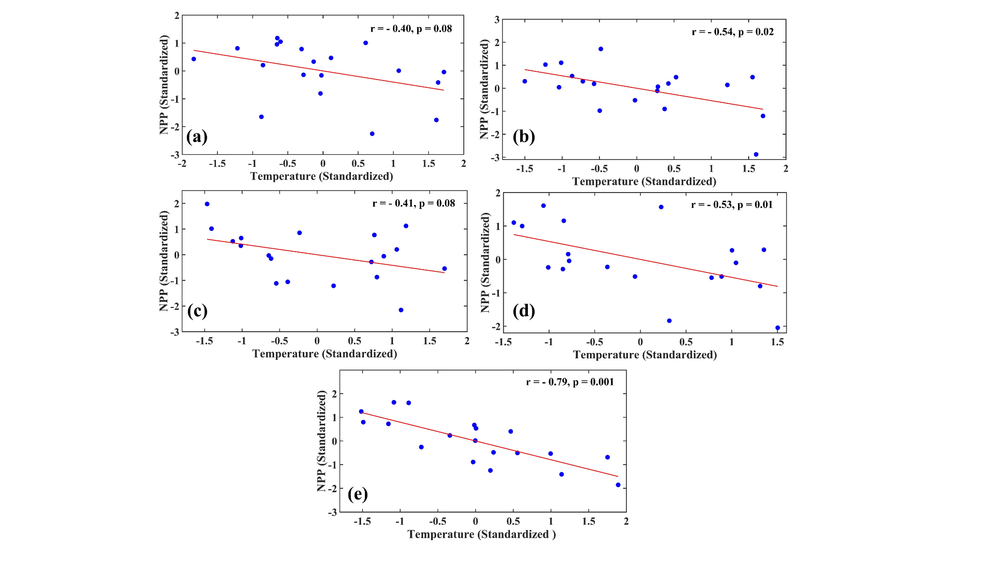 r = - 0.40, p = 0.08
NPP (Standardized)
2
1
0
-1
-2
-3
(a)
-2 -1.5 -1 -0.5 0 0.5 1 1.5 2
Temperature (Standardized)
r = - 0.54, p = 0.02
NPP (Standardized)
3
2
1
0
-1
-2
-3
(b)
-1.5 -1 -0.5 0 0.5 1 1.5 2
Temperature (Standardized)
r = - 0.41, p = 0.08
NPP (Standardized)
2
1
0
-1
-2
-3
(c)
-1.5 -1 -0.5 0 0.5 1 1.5 2
Temperature (Standardized)
r = - 0.53, p = 0.01
NPP (Standardized)
2
1
0
-1
-2
(d)
-1.5 -1 -0.5 0 0.5 1 1.5
Temperature (Standardized)
r = - 0.79, p = 0.001
NPP (Standardized)
2
1
0
-1
-2
-3
(e)
-1.5 -1 -0.5 0 0.5 1 1.5 2
Temperature (Standardized )